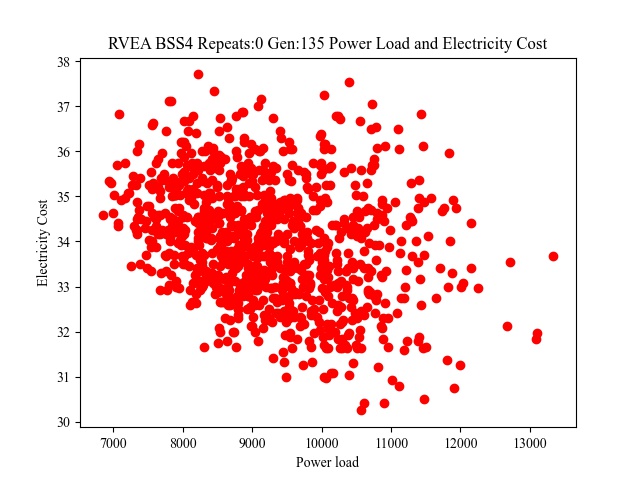 RVEA BSS4 Repeats:0 Gen:135 Power Load and Electricity Cost
38
37
36
35
34
33
32
31
30
Electricity Cost
7000 8000 9000 10000 11000 12000 13000
Power load